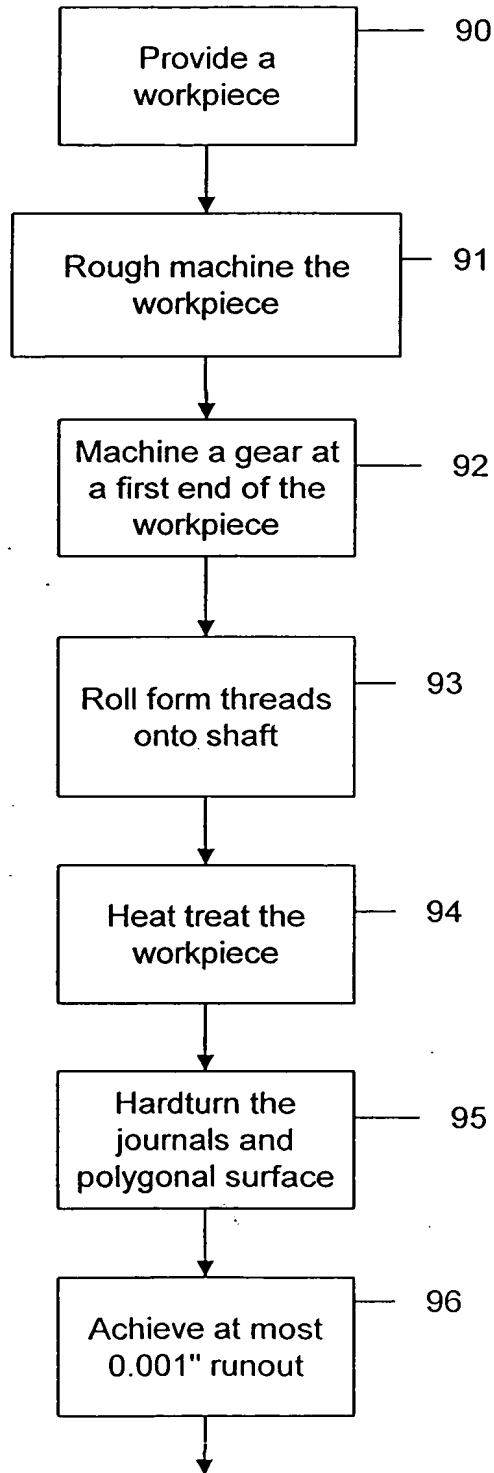 90
Provide a
workpiece
91
Rough machine the
workpiece
92
Machine a gear at
a first end of the
workpiece
93
Roll form threads
onto shaft
94
Heat treat the
workpiece
95
Hardturn the
journals and
polygonal surface
96
Achieve at most
0.001" runout